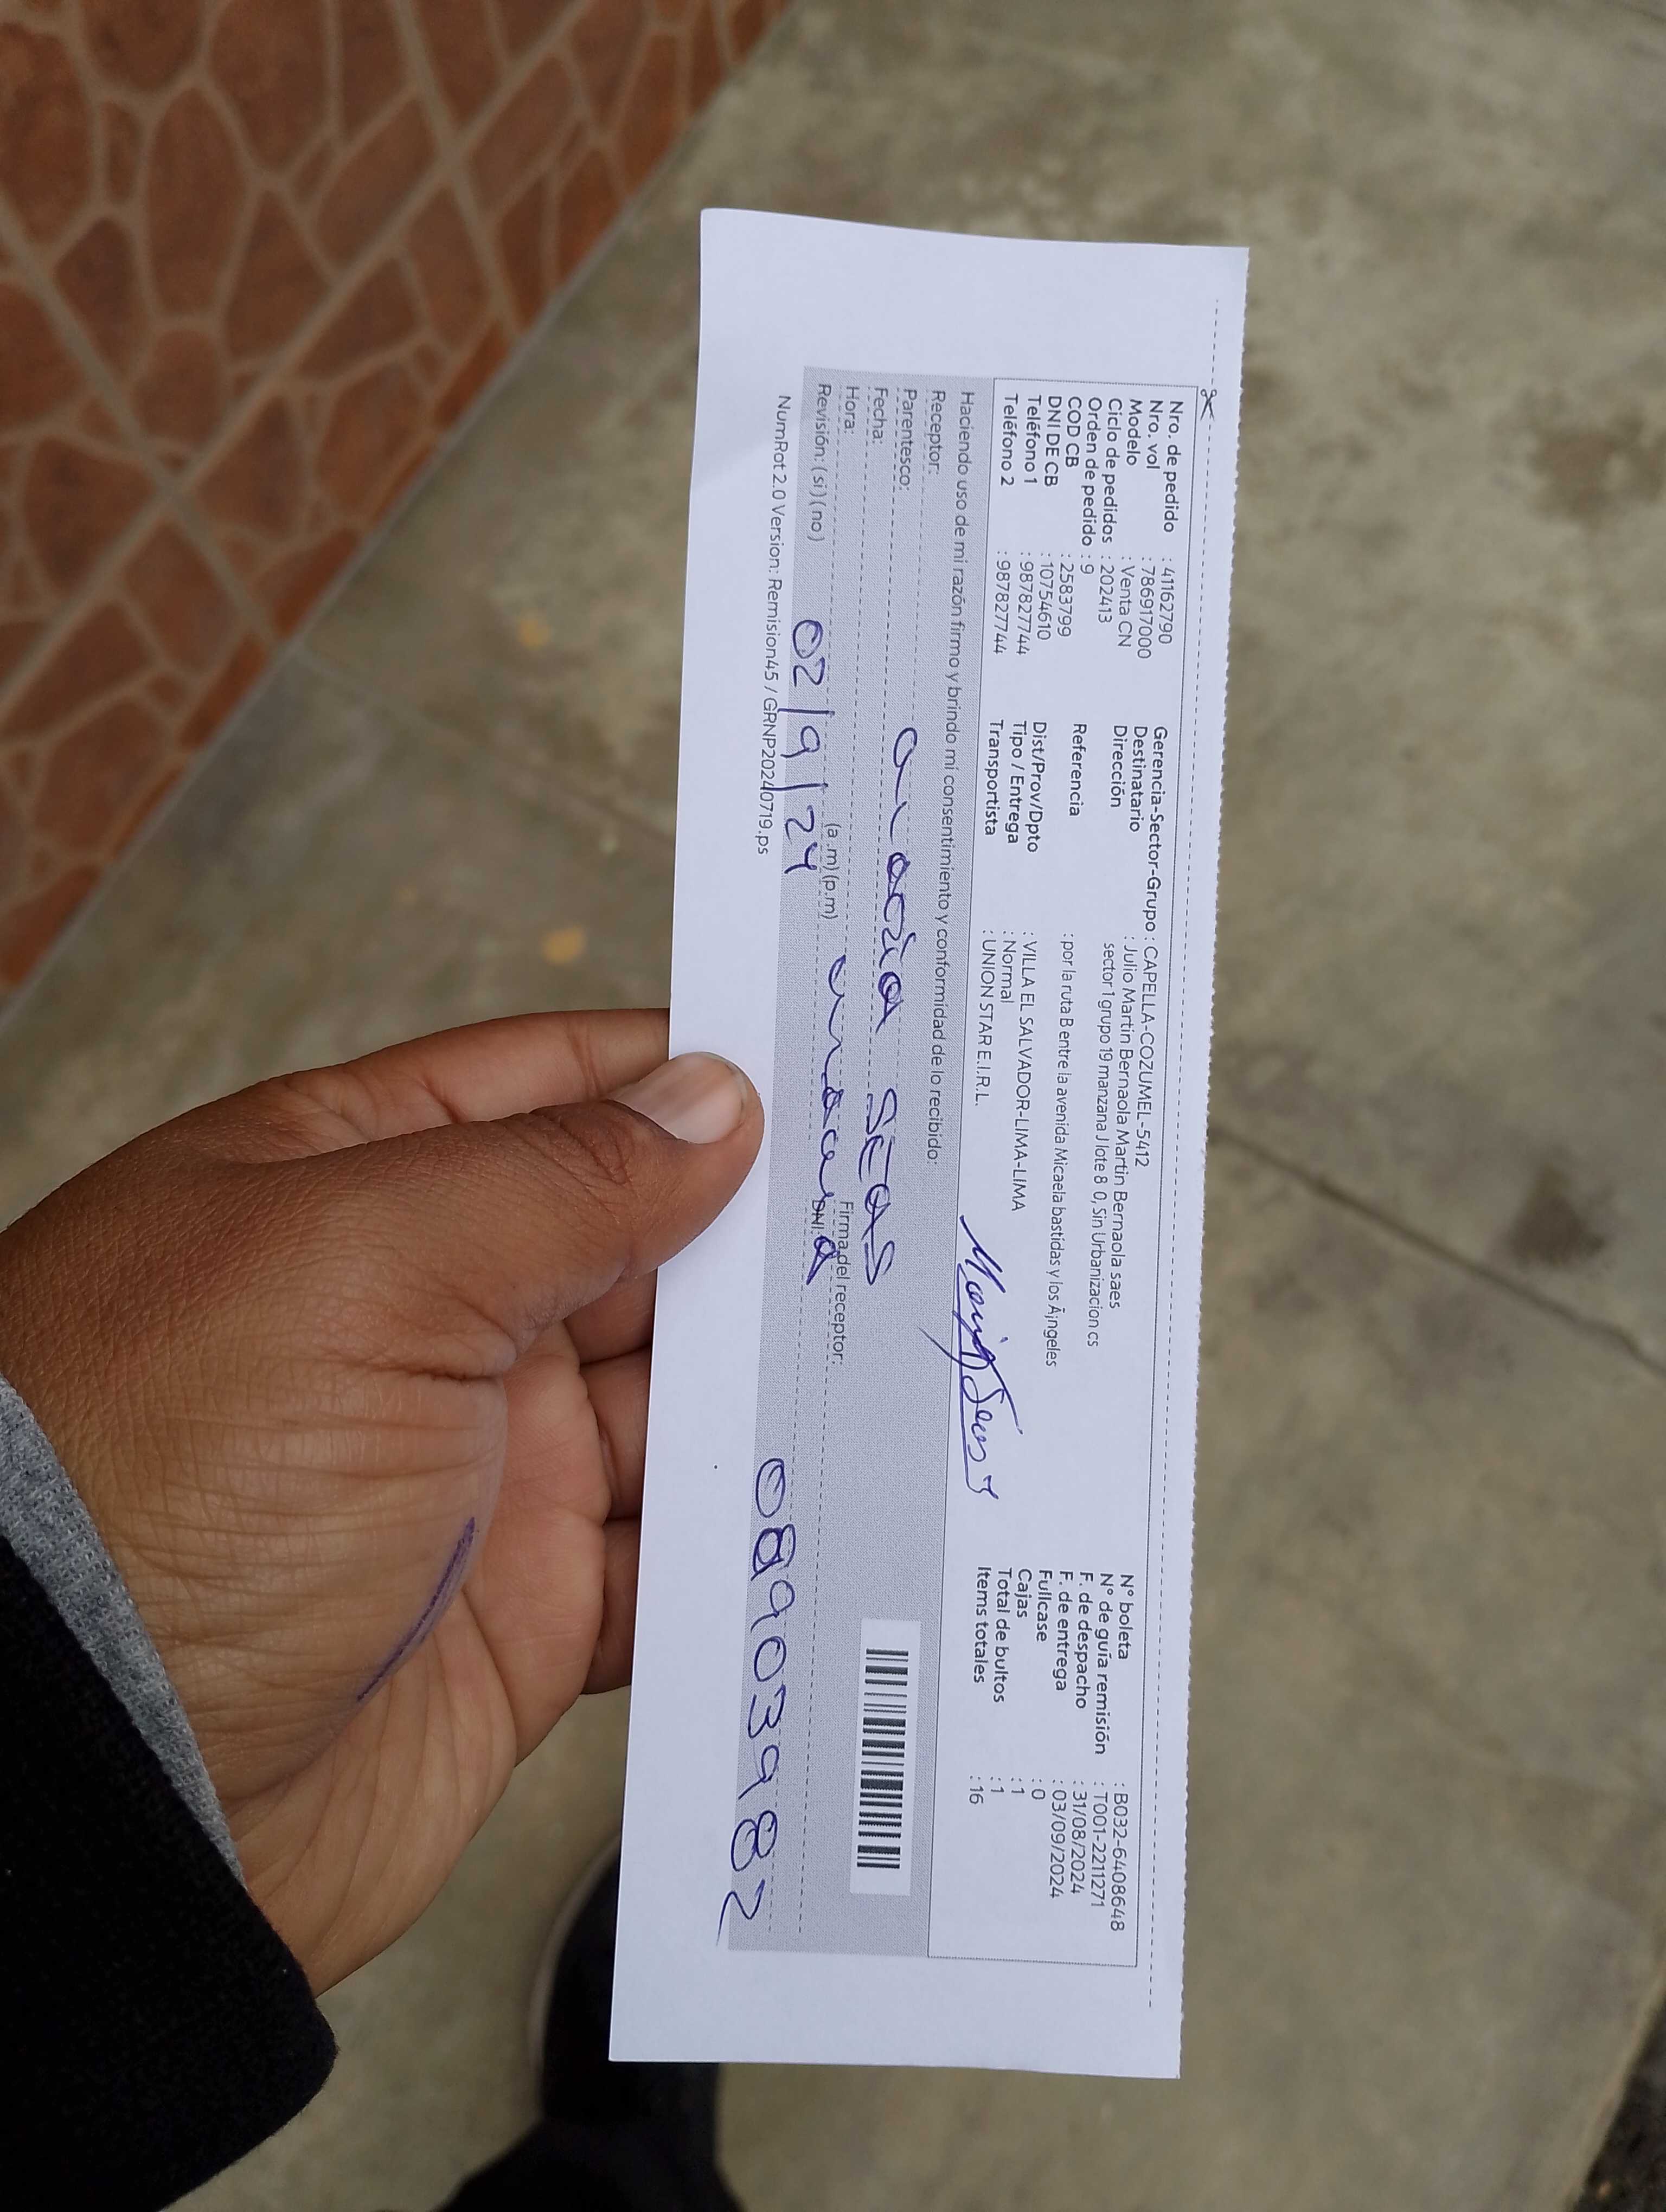 Nro. de pedido : 41162790
Nro. vol : 786917000
Modelo : Venta CN
Ciclo de pedidos : 202413
Orden de pedido : 9
COD CB : 2583799
DNI DE CB : 10754610
Teléfono 1 : 987827744
Teléfono 2 : 987827744
Gerencia-Sector-Grupo : CAPELLA-COZUMEL-5412
Destinatario : Julio Martin Bernaola Martin Bernaola saes
Dirección sector 1 grupo 19 manzana J lote 8 0, Sin Urbanizacion cs
Referencia : por la ruta B entre la avenida Micaela bastidas y los Ãjngeles
Dist/Prov/Dpto : VILLA EL SALVADOR-LIMA-LIMA
Tipo / Entrega : Normal
Transportista : UNION STAR E.I.R.L.
N° boleta : B032-6408648
N° de guía remisión : T001-2211271
F. de despacho : 31/08/2024
F. de entrega : 03/09/2024
Fullcase : 0
Cajas : 1
Total de bultos : 1
Items totales : 16
Haciendo uso de mi razón firmo y brindo mi consentimiento y conformidad de lo recibido:
Receptor:
Parentesco:
Fecha:
Hora: (a.m) (p.m) Firma del receptor:
Revisión: (si) (no) DNI:
02/9/24 08903982
NumRot 2.0 Version: Remision45 / GRNP20240719.ps